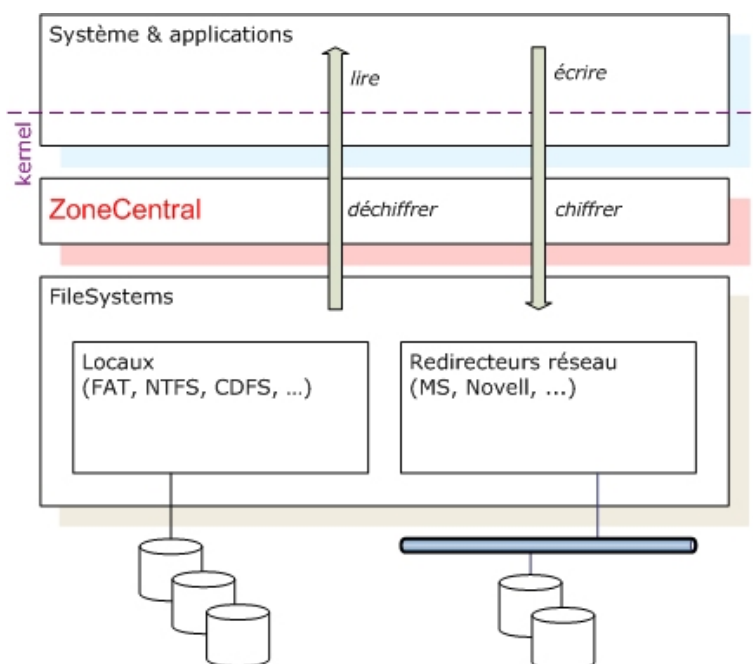 Système & applications
lire
écrire
kernel
ZoneCentral
déchiffrer
chiffrer
FileSystems
Locaux
(FAT, NTFS, CDFS, ...)
Redirecteurs réseau
(MS, Novell, ...)